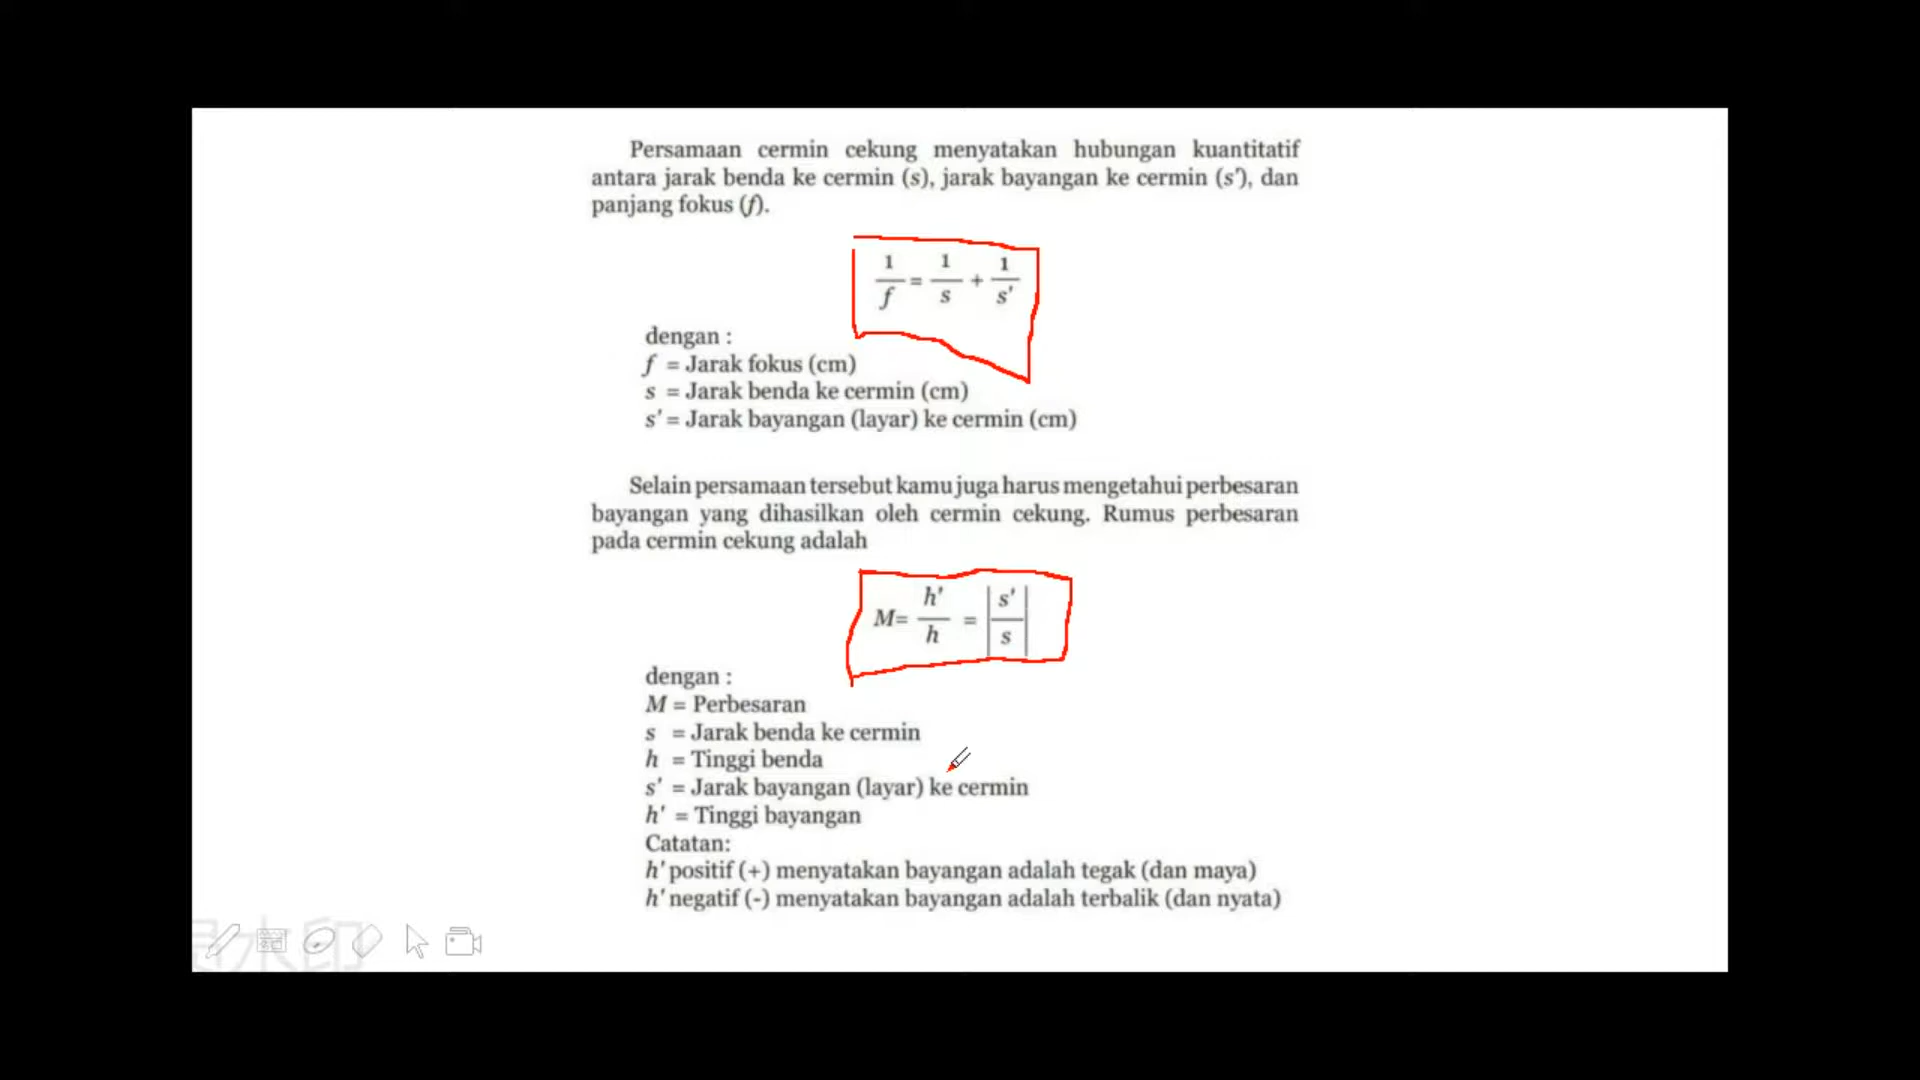 Persamaan cermin cekung menyatakan hubungan kuantitatif
antara jarak benda ke cermin (s), jarak bayangan ke cermin (s'), dan
panjang fokus (f).
1/f = 1/s + 1/s'
dengan :
f = Jarak fokus (cm)
s = Jarak benda ke cermin (cm)
s' = Jarak bayangan (layar) ke cermin (cm)
Selain persamaan tersebut kamu juga harus mengetahui perbesaran
bayangan yang dihasilkan oleh cermin cekung. Rumus perbesaran
pada cermin cekung adalah
M= h'/h = |s'/s|
dengan :
M = Perbesaran
s = Jarak benda ke cermin
h = Tinggi benda
s' = Jarak bayangan (layar) ke cermin
h' = Tinggi bayangan
Catatan:
h' positif (+) menyatakan bayangan adalah tegak (dan maya)
h' negatif (-) menyatakan bayangan adalah terbalik (dan nyata)
水印